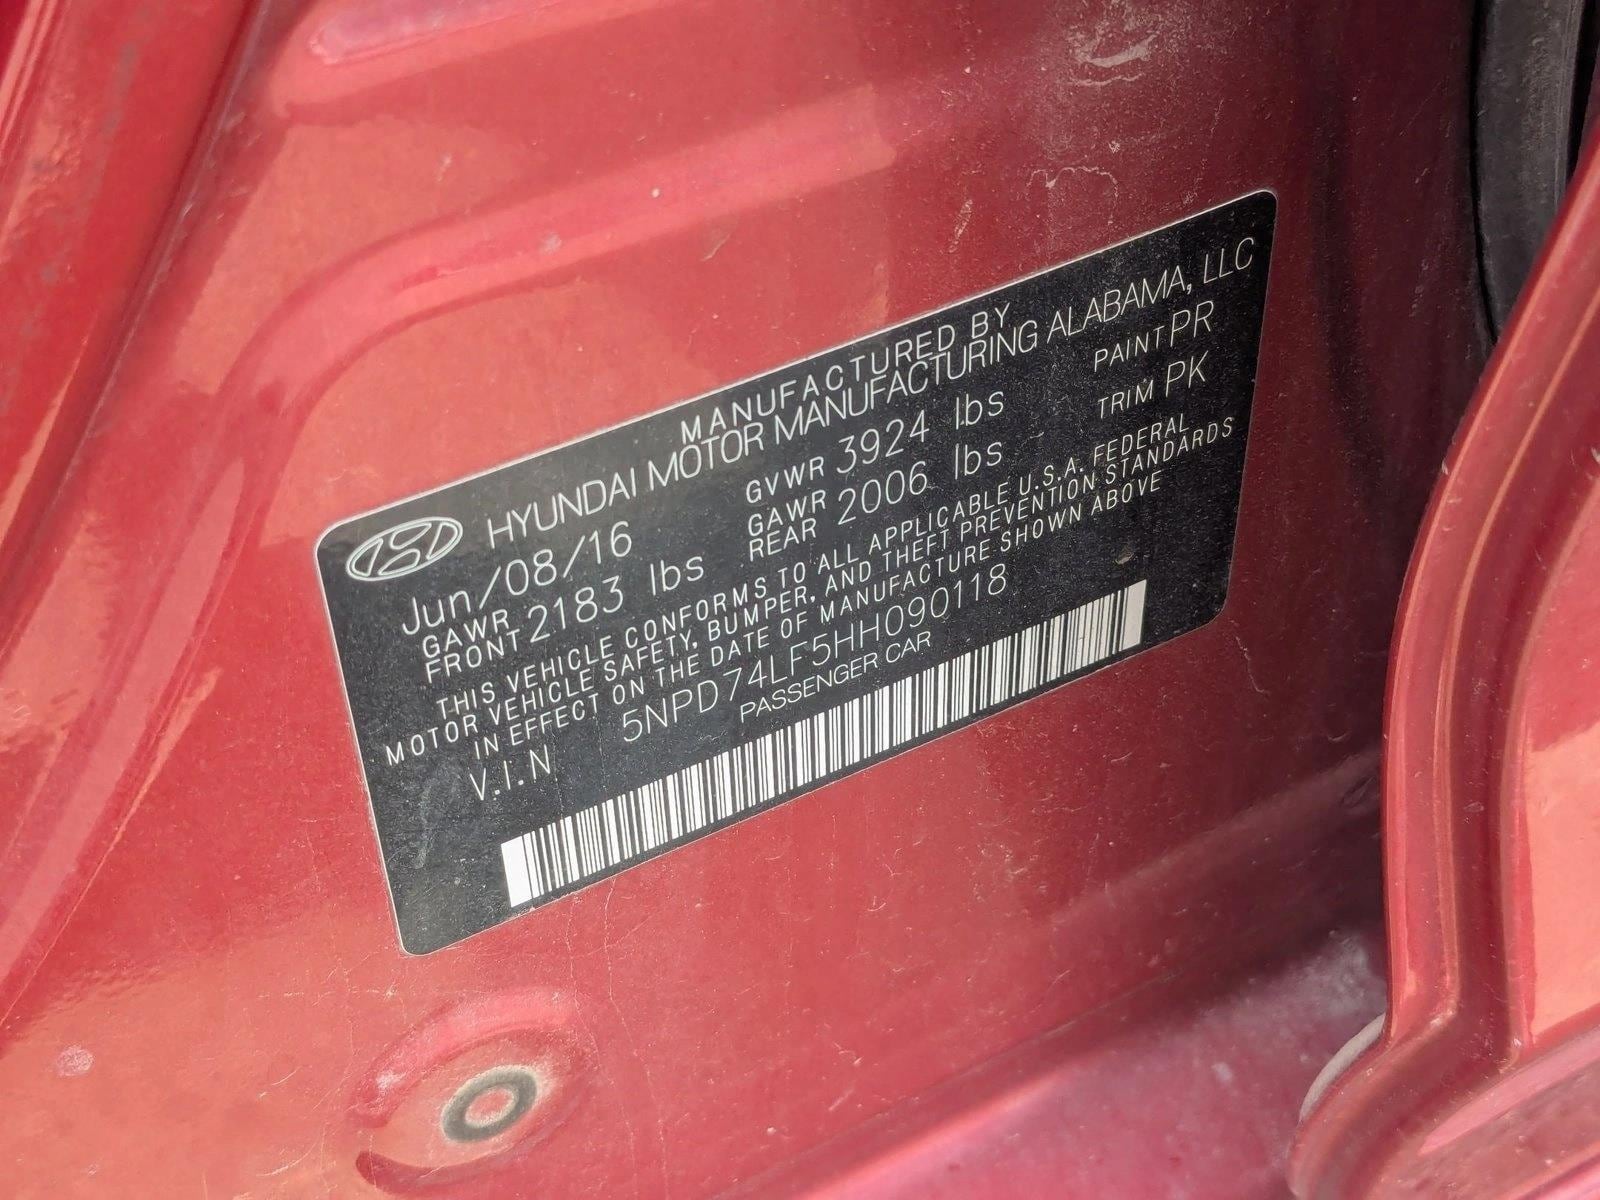 MANUFACTURED BY
HYUNDAI MOTOR MANUFACTURING ALABAMA, LLC
Jun/08/16 GVWR 3924 lbs PAINT PR
GAWR FRONT 2183 lbs GAWR REAR 2006 lbs TRIM PK
THIS VEHICLE CONFORMS TO ALL APPLICABLE U.S.A. FEDERAL
MOTOR VEHICLE SAFETY, BUMPER, AND THEFT PREVENTION STANDARDS
IN EFFECT ON THE DATE OF MANUFACTURE SHOWN ABOVE
V.I.N 5NPD74LF5HH090118
PASSENGER CAR